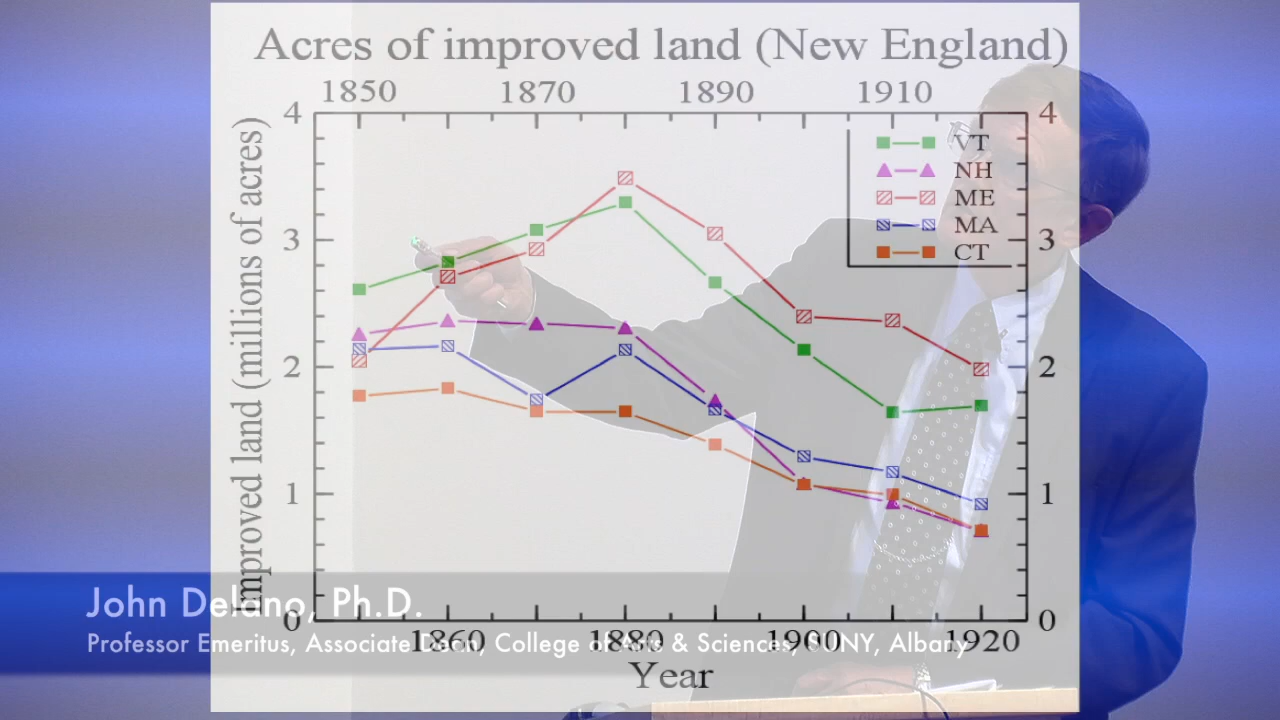 Acres of improved land (New England)
1850 1870 1890 1910
4 4
3 3
2 2
1 1
0 0
Improved land (millions of acres)
VT
NH
ME
MA
CT
1860 1880 1900 1920
Year
John Delano, Ph.D.
Professor Emeritus, Associate Dean, College of Arts & Sciences, SUNY, Albany